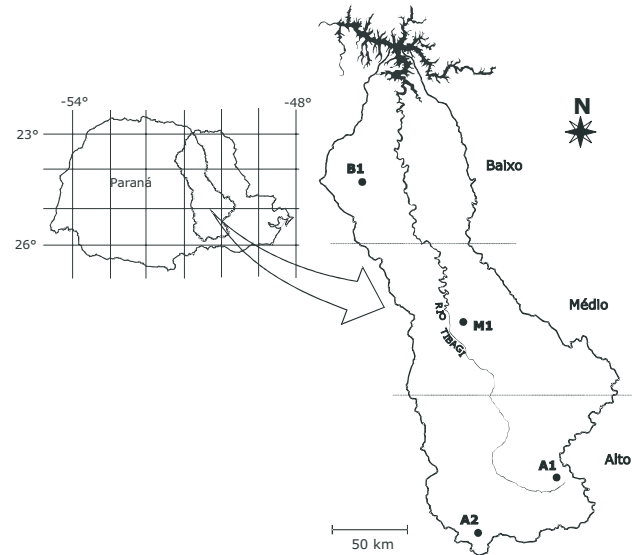 -54°
-48°
23°
Paraná
26°
N
Baixo
B1
Médio
RIO
TIBAGI
M1
Alto
A1
A2
50 km